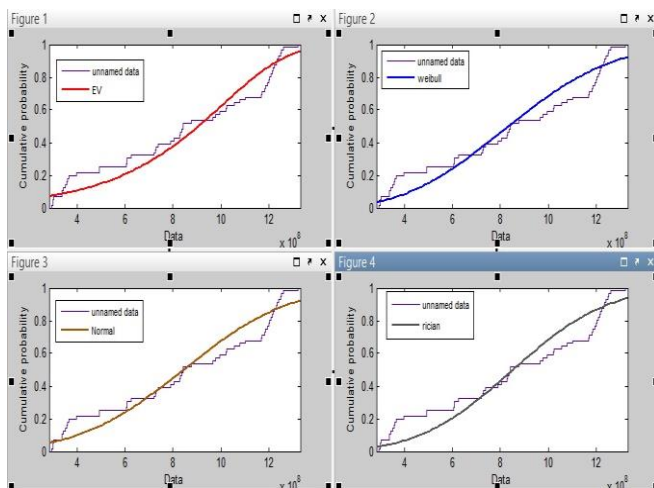 Figure 1
Cumulative probability
1
0.8
0.6
0.4
0.2
0
unnamed data
EV
4 6 8 10 12
Data
x 10^8
Figure 2
Cumulative probability
1
0.8
0.6
0.4
0.2
0
unnamed data
weibull
4 6 8 10 12
Data
x 10^8
Figure 3
Cumulative probability
1
0.8
0.6
0.4
0.2
0
unnamed data
Normal
4 6 8 10 12
Data
x 10^8
Figure 4
Cumulative probability
1
0.8
0.6
0.4
0.2
0
unnamed data
rician
4 6 8 10 12
Data
x 10^8